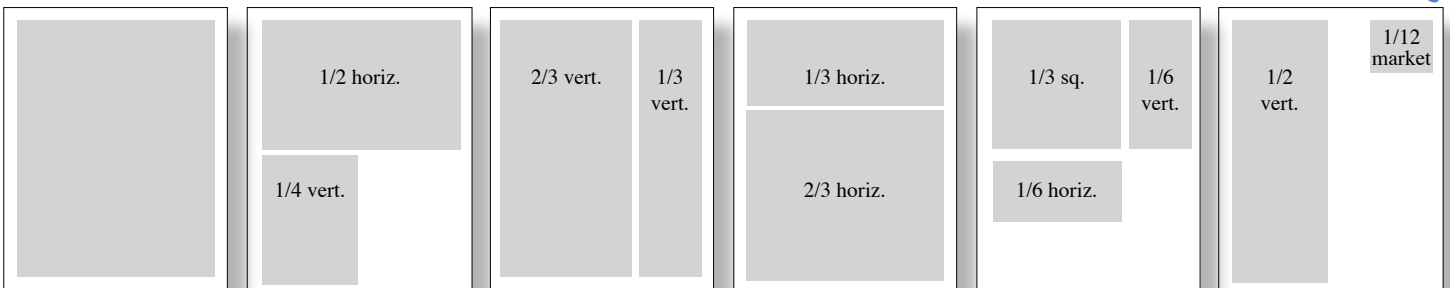 1/2 horiz.
1/4 vert.
2/3 vert.
1/3
vert.
1/3 horiz.
2/3 horiz.
1/3 sq.
1/6
vert.
1/6 horiz.
1/2
vert.
1/12
market